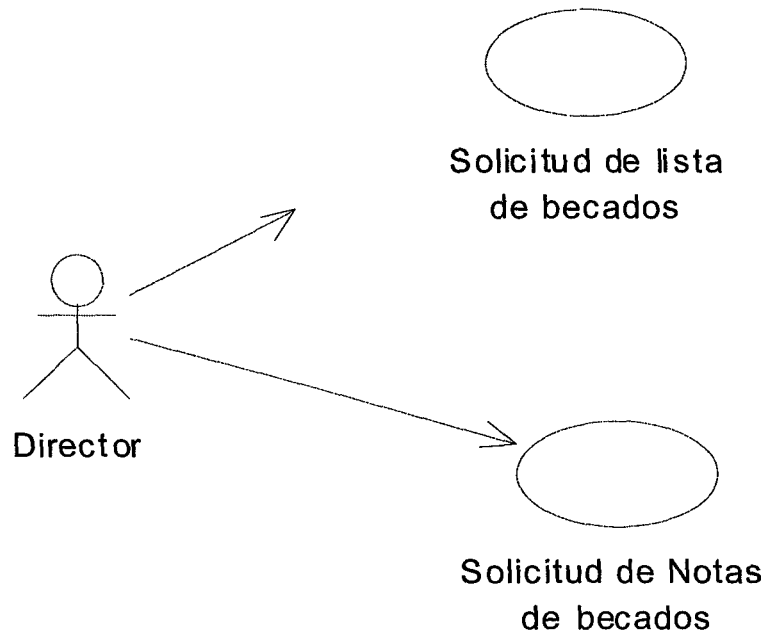 Solicitud de lista
de becados
Director
Solicitud de Notas
de becados